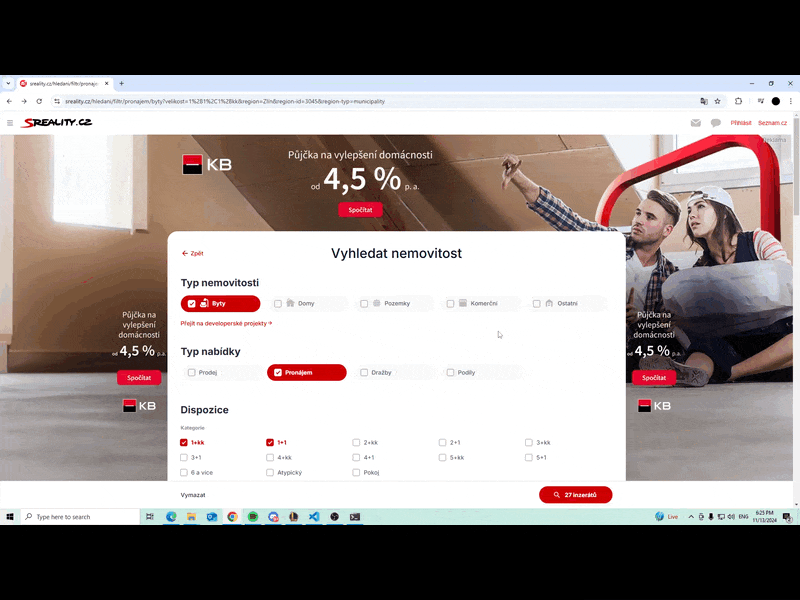 sreality.cz/hledani/filtr/pronaj
sreality.cz/hledani/filtr/pronajem/byty?velikost=1%2B1%2C1%2Bkk&region=Zlín&region-id=3045&region-typ=municipality
SREALITY.CZ
Přihlásit
Seznam.cz
KB
Půjčka na vylepšení domácnosti
od 4,5 % p. a.
Spočítat
Zpět
Vyhledat nemovitost
Typ nemovitosti
Byty Domy Pozemky Komerční Ostatní
Přejít na developerské projekty
Typ nabídky
Prodej Pronájem Dražby Podíly
Dispozice
Kategorie
1+kk 1+1 2+kk 2+1 3+kk
3+1 4+kk 4+1 5+kk 5+1
6 a více Atypický Pokoj
Vymazat
27 inzerátů
Půjčka na
vylepšení
domácnosti
od 4,5 % p.a.
Spočítat
KB
Půjčka na
vylepšení
domácnosti
od 4,5 % p.a.
Spočítat
KB
Type here to search
Live
ENG
6:25 PM
11/13/2024